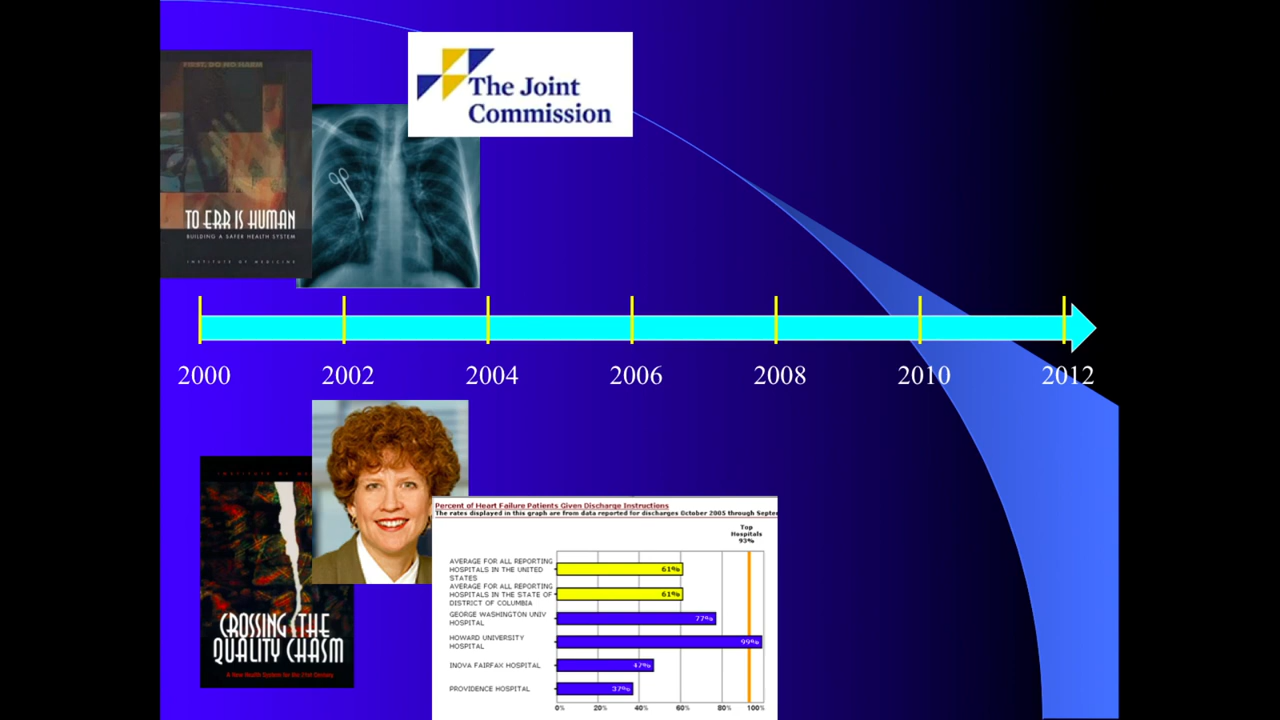 FIRST, DO NO HARM
TO ERR IS HUMAN
BUILDING A SAFER HEALTH SYSTEM
INSTITUTE OF MEDICINE
The Joint
Commission
2000 2002 2004 2006 2008 2010 2012
INSTITUTE OF
CROSSING THE
QUALITY CHASM
A New Health System for the 21st Century
Percent of Heart Failure Patients Given Discharge Instructions
The rates displayed in this graph are from data reported for discharges October 2005 through Septe
Top
Hospitals
93%
AVERAGE FOR ALL REPORTING
HOSPITALS IN THE UNITED
STATES
61%
AVERAGE FOR ALL REPORTING
HOSPITALS IN THE STATE OF
DISTRICT OF COLUMBIA
61%
GEORGE WASHINGTON UNIV
HOSPITAL
77%
HOWARD UNIVERSITY
HOSPITAL
99%
INOVA FAIRFAX HOSPITAL
47%
PROVIDENCE HOSPITAL
37%
0% 20% 40% 60% 80% 100%